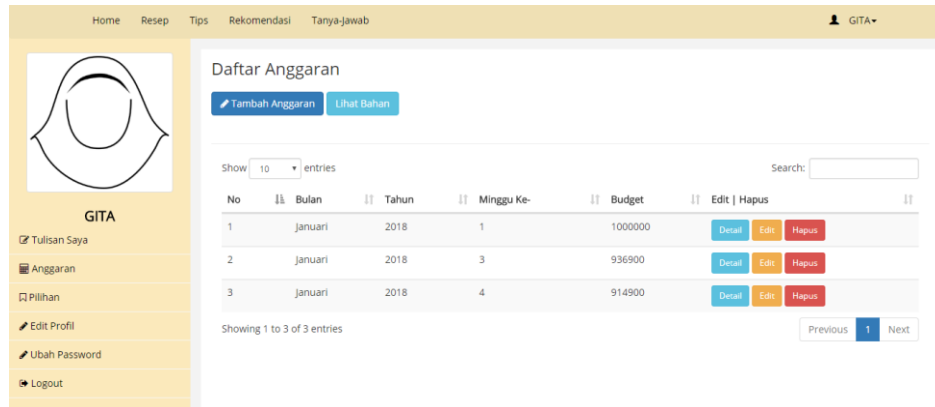 Home Resep Tips Rekomendasi Tanya-Jawab GITA
GITA
Tulisan Saya
Anggaran
Pilihan
Edit Profil
Ubah Password
Logout
Daftar Anggaran
Tambah Anggaran Lihat Bahan
Show 10 entries Search:
No Bulan Tahun Minggu Ke- Budget Edit | Hapus
1 Januari 2018 1 1000000 Detail Edit Hapus
2 Januari 2018 3 936900 Detail Edit Hapus
3 Januari 2018 4 914900 Detail Edit Hapus
Showing 1 to 3 of 3 entries Previous 1 Next